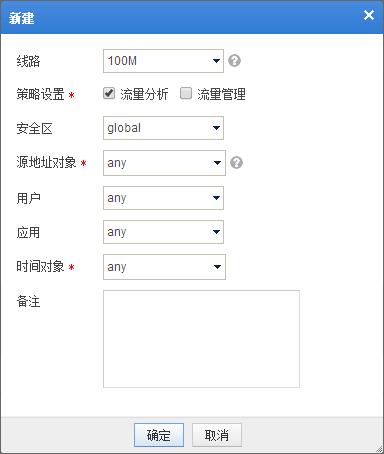 新建
线路 100M
策略设置 * 流量分析 流量管理
安全区 global
源地址对象 * any
用户 any
应用 any
时间对象 * any
备注
确定 取消